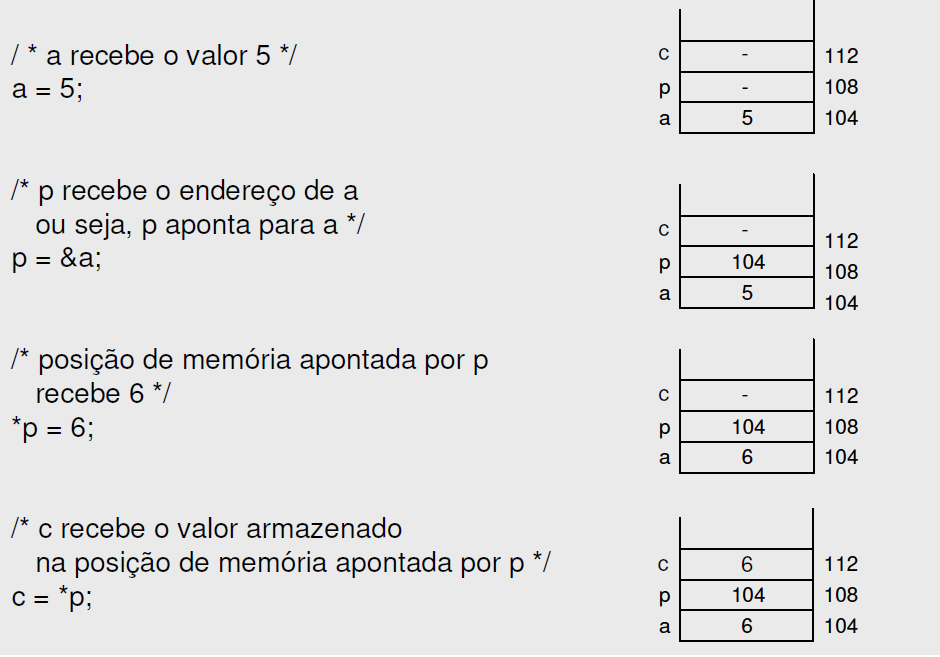 / * a recebe o valor 5 */
a = 5;
c - 112
p - 108
a 5 104
/* p recebe o endereço de a
ou seja, p aponta para a */
p = &a;
c - 112
p 104 108
a 5 104
/* posição de memória apontada por p
recebe 6 */
*p = 6;
c - 112
p 104 108
a 6 104
/* c recebe o valor armazenado
na posição de memória apontada por p */
c = *p;
c 6 112
p 104 108
a 6 104